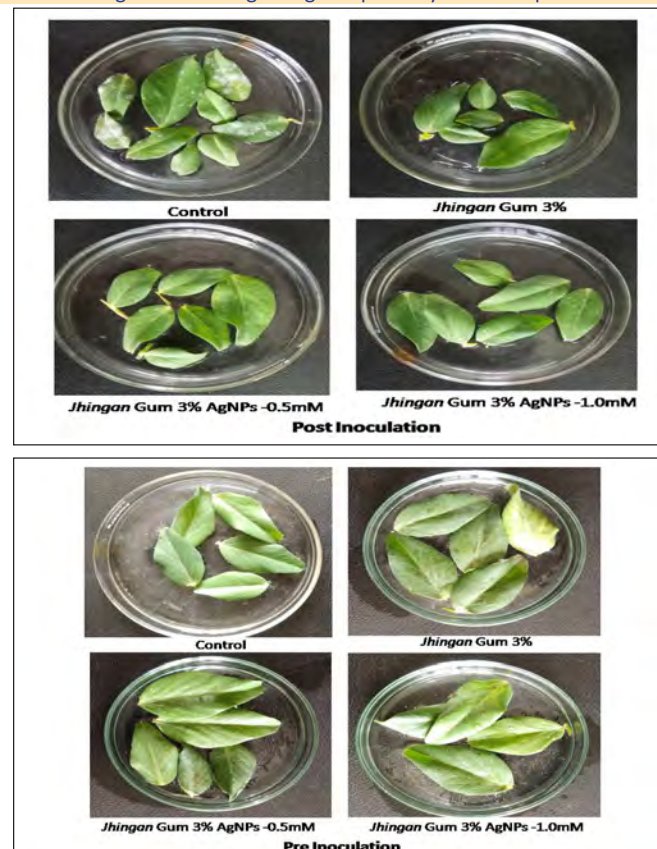 Control
Jhingan Gum 3%
Jhingan Gum 3% AgNPs -0.5mM
Jhingan Gum 3% AgNPs -1.0mM
Post Inoculation
Control
Jhingan Gum 3%
Jhingan Gum 3% AgNPs -0.5mM
Jhingan Gum 3% AgNPs -1.0mM
Pre Inoculation